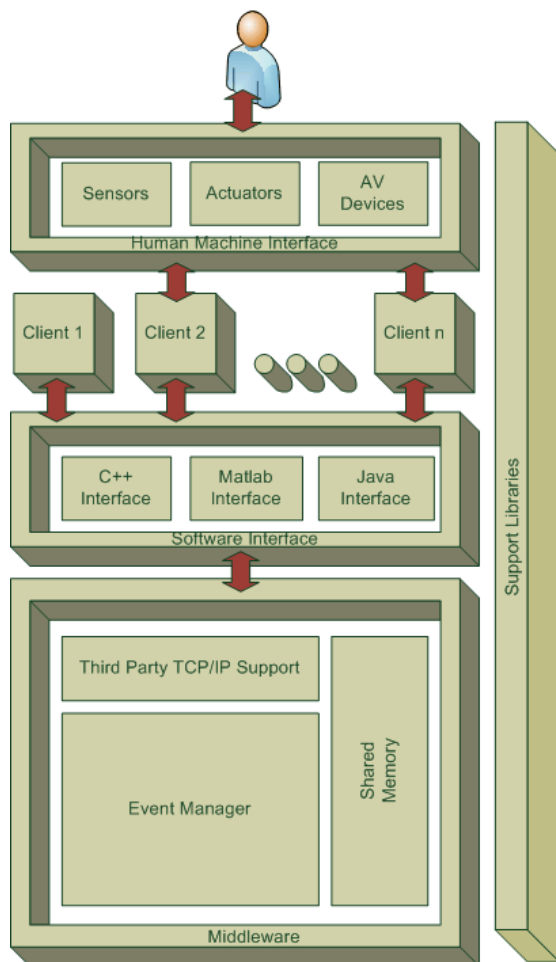 Sensors
Actuators
AV
Devices
Human Machine Interface
Client 1
Client 2
Client n
C++
Interface
Matlab
Interface
Java
Interface
Software Interface
Third Party TCP/IP Support
Event Manager
Shared
Memory
Middleware
Support Libraries